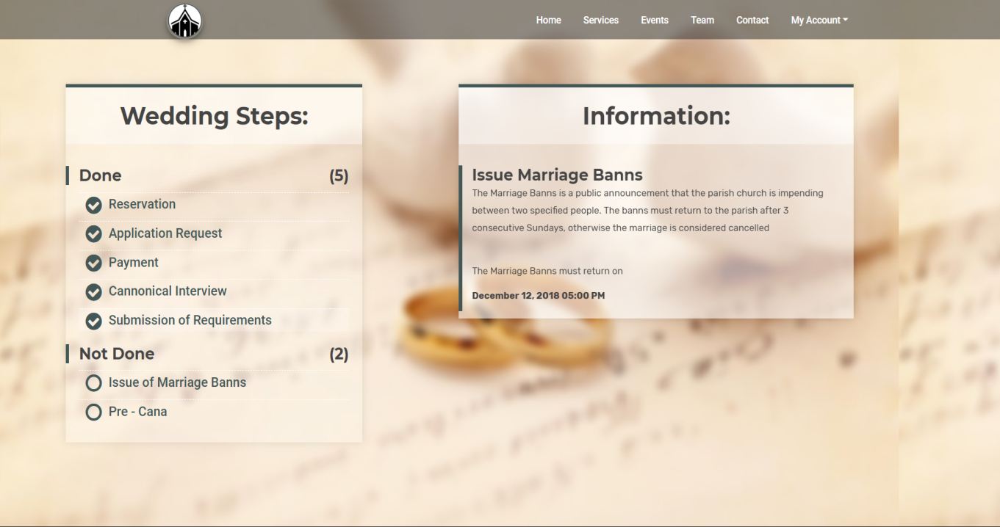 Home Services Events Team Contact My Account
Wedding Steps:
Done (5)
Reservation
Application Request
Payment
Cannonical Interview
Submission of Requirements
Not Done (2)
Issue of Marriage Banns
Pre - Cana
Information:
Issue Marriage Banns
The Marriage Banns is a public announcement that the parish church is impending
between two specified people. The banns must return to the parish after 3
consecutive Sundays, otherwise the marriage is considered cancelled
The Marriage Banns must return on
December 12, 2018 05:00 PM